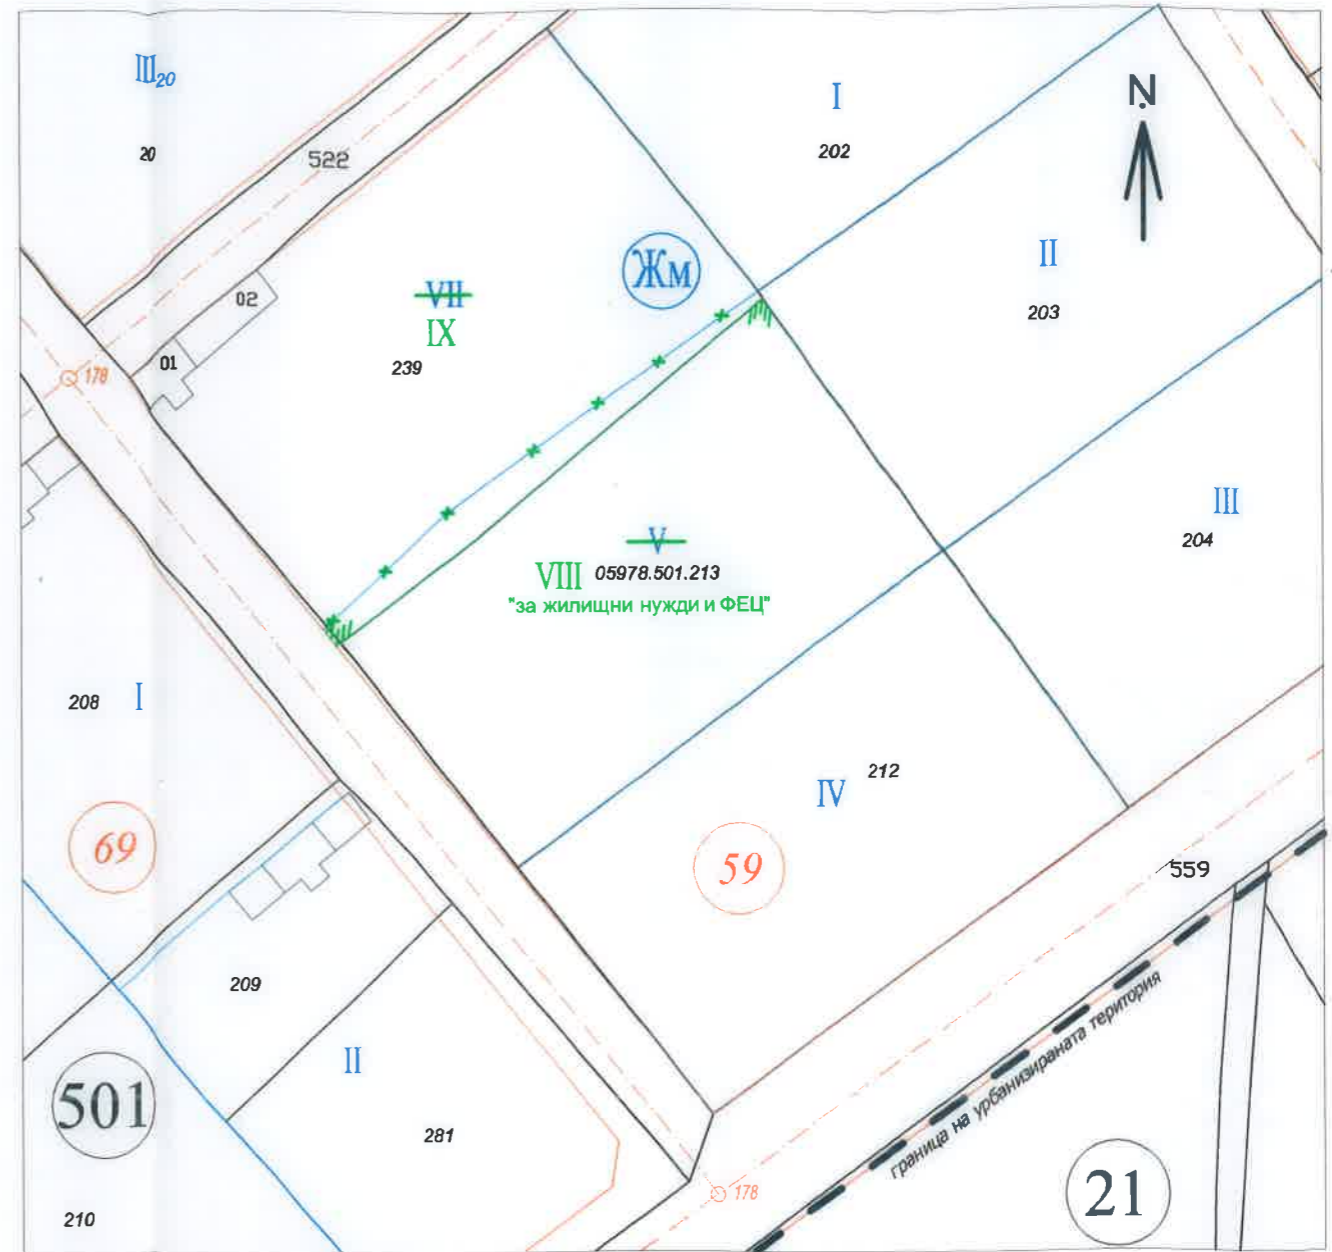 III20
20
522
I
202
N
II
203
Жм
VII
IX
239
02
01
178
III
204
V
VIII 05978.501.213
"за жилищни нужди и ФЕЦ"
208 I
IV 212
69
59
559
209
II
граница на урбанизираната територия
501
281
21
178
210